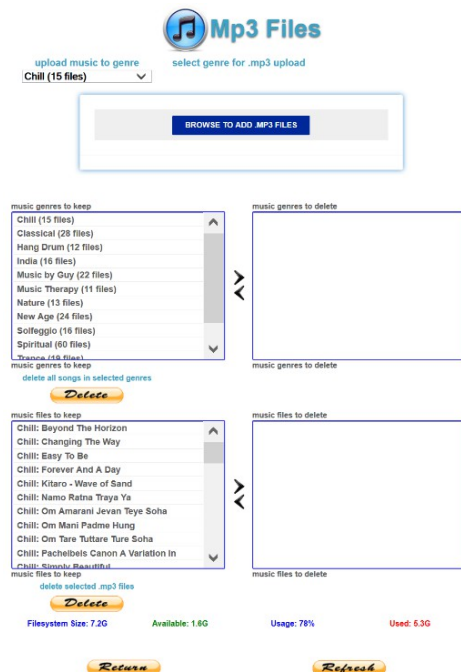 Mp3 Files
upload music to genre select genre for .mp3 upload
Chill (15 files)
BROWSE TO ADD .MP3 FILES
music genres to keep music genres to delete
Chill (15 files)
Classical (28 files)
Hang Drum (12 files)
India (16 files)
Music by Guy (22 files)
Music Therapy (11 files)
Nature (13 files)
New Age (24 files)
Solfeggio (16 files)
Spiritual (60 files)
Trance (19 files)
music genres to keep music genres to delete
delete all songs in selected genres
Delete
music files to keep music files to delete
Chill: Beyond The Horizon
Chill: Changing The Way
Chill: Easy To Be
Chill: Forever And A Day
Chill: Kitaro - Wave of Sand
Chill: Namo Ratna Traya Ya
Chill: Om Amarani Jevan Teye Soha
Chill: Om Mani Padme Hung
Chill: Om Tare Tuttare Ture Soha
Chill: Pachelbels Canon A Variation In
Chill: Simply Beautiful
music files to keep music files to delete
delete selected .mp3 files
Delete
Filesystem Size: 7.2G Available: 1.6G Usage: 78% Used: 5.3G
Return Refresh